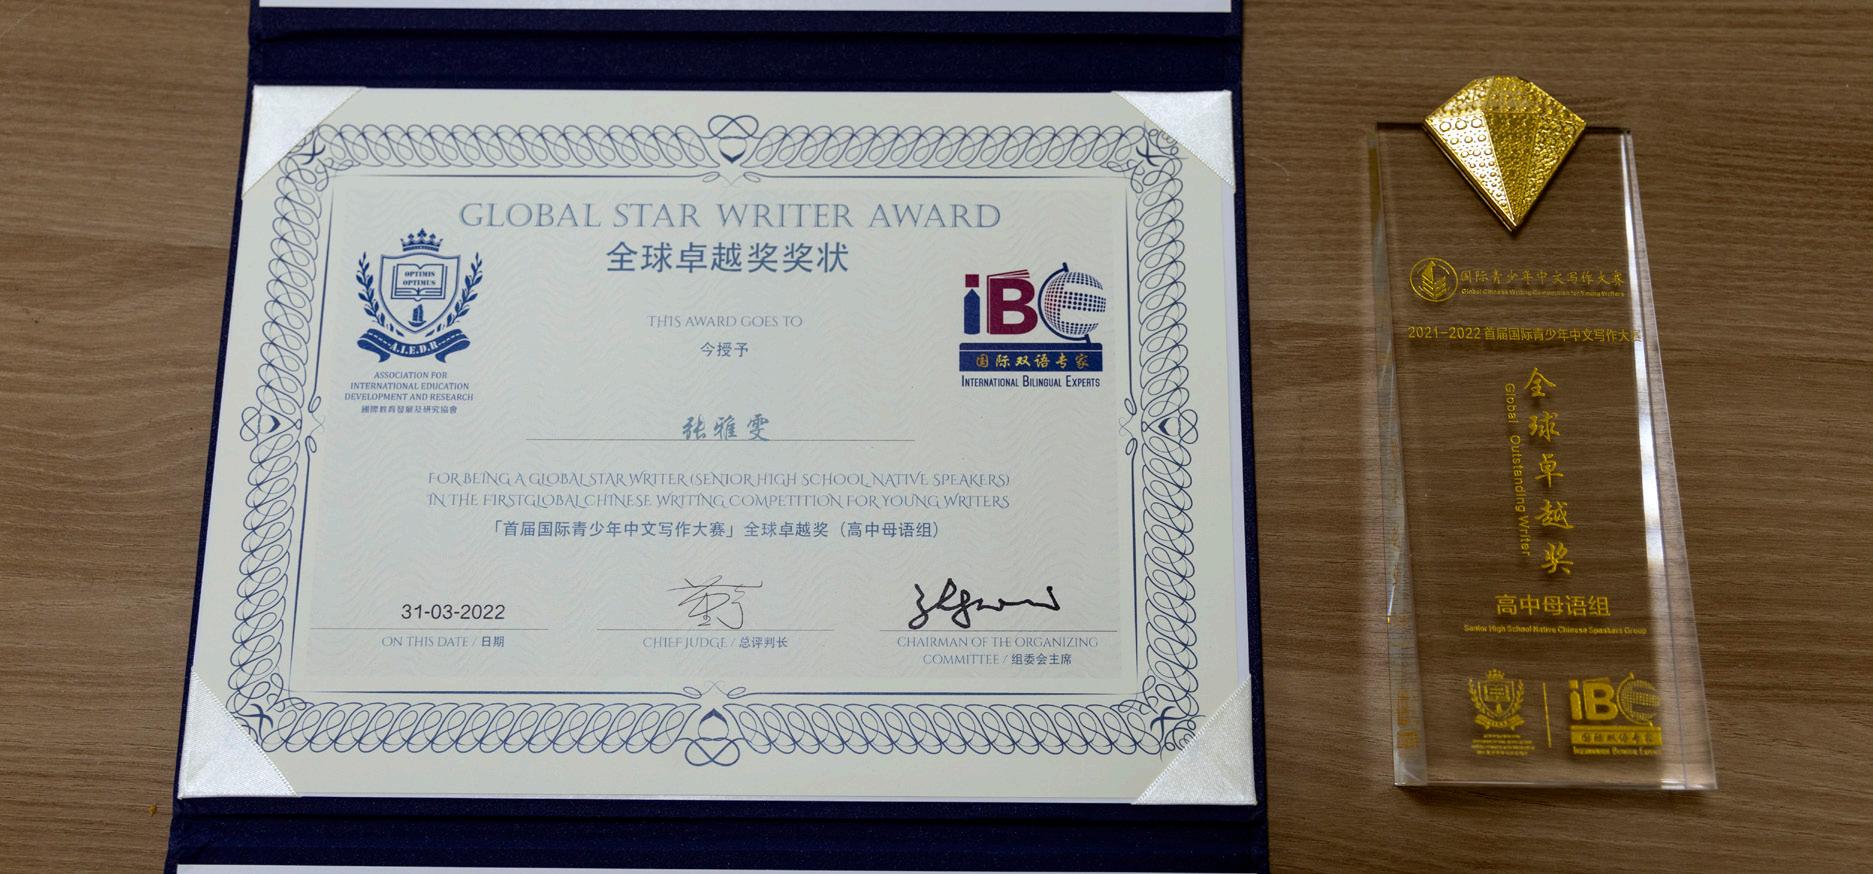 GLOBAL STAR WRITER AWARD
全球卓越奖奖状
OPTIMIS
OPTIMUS
A.I.E.D.R.
ASSOCIATION FOR
INTERNATIONAL EDUCATION
DEVELOPMENT AND RESEARCH
國際教育發展及研究協會
iBE
国际双语专家
INTERNATIONAL BILINGUAL EXPERTS
THIS AWARD GOES TO
今授予
张雅雯
FOR BEING A GLOBAL STAR WRITER (SENIOR HIGH SCHOOL NATIVE SPEAKERS)
IN THE FIRST GLOBAL CHINESE WRITING COMPETITION FOR YOUNG WRITERS
「首届国际青少年中文写作大赛」全球卓越奖（高中母语组）
31-03-2022
ON THIS DATE / 日期
CHIEF JUDGE / 总评判长
CHAIRMAN OF THE ORGANIZING
COMMITTEE / 组委会主席
国际青少年中文写作大赛
Global Chinese Writing Competition for Young Writers
2021-2022 首届国际青少年中文写作大赛
全球卓越奖
Global Outstanding Writer
高中母语组
Senior High School Native Chinese Speakers Group
iBE
国际双语专家